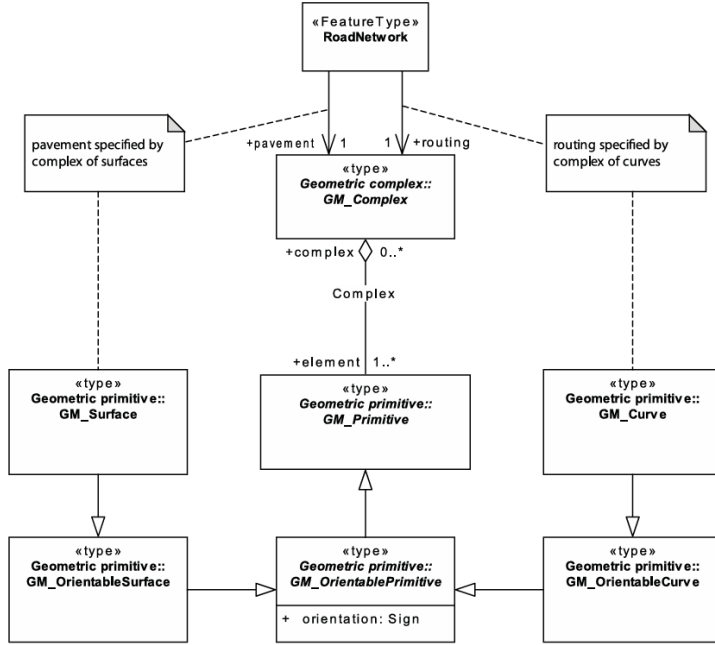 «FeatureType»
RoadNetwork
pavement specified by
complex of surfaces
routing specified by
complex of curves
+pavement 1
1 +routing
«type»
Geometric complex::
GM_Complex
+complex 0..*
Complex
+element 1..*
«type»
Geometric primitive::
GM_Surface
«type»
Geometric primitive::
GM_Primitive
«type»
Geometric primitive::
GM_Curve
«type»
Geometric primitive::
GM_OrientableSurface
«type»
Geometric primitive::
GM_OrientablePrimitive
+ orientation: Sign
«type»
Geometric primitive::
GM_OrientableCurve